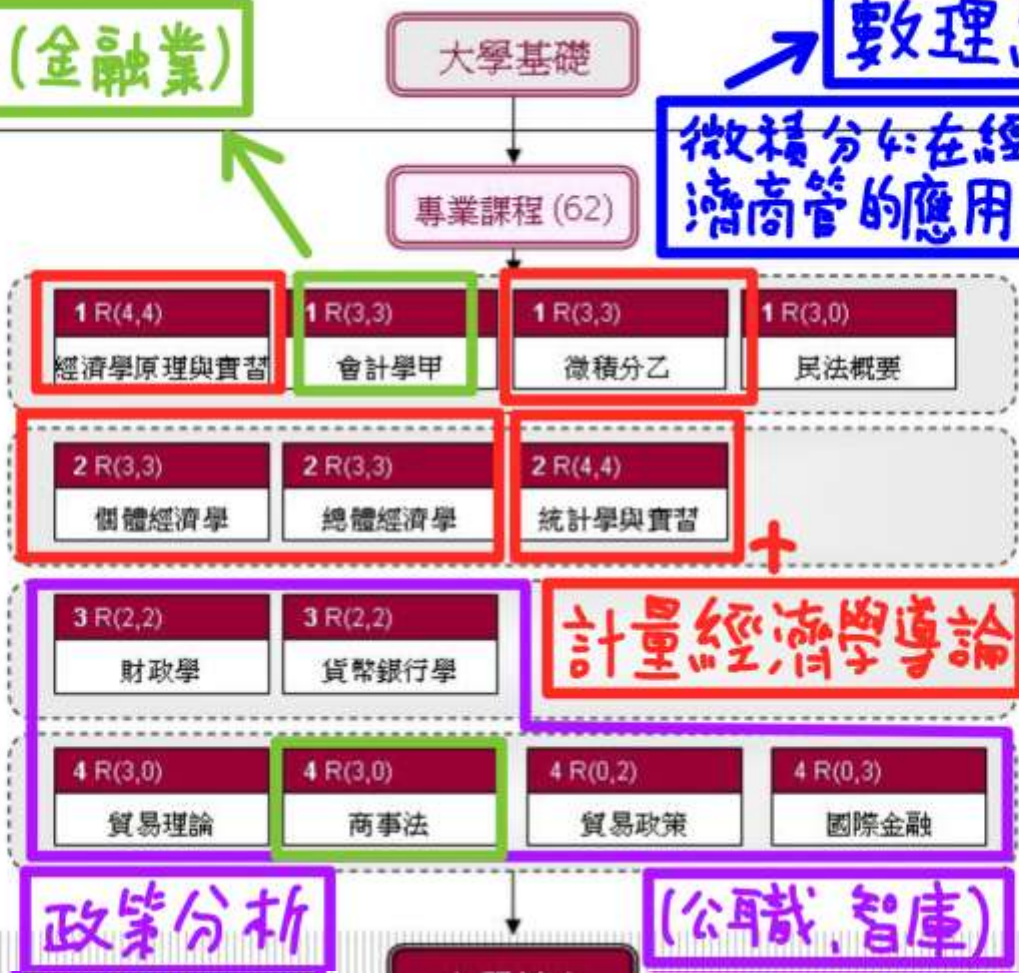 (金融業)
大學基礎
數理
微積分4:在經
濟商管的應用
專業課程 (62)
1 R(4,4)
經濟學原理與實習
1 R(3,3)
會計學甲
1 R(3,3)
微積分乙
1 R(3,0)
民法概要
2 R(3,3)
個體經濟學
2 R(3,3)
總體經濟學
2 R(4,4)
統計學與實習
+
計量經濟學導論
3 R(2,2)
財政學
3 R(2,2)
貨幣銀行學
4 R(3,0)
貿易理論
4 R(3,0)
商事法
4 R(0,2)
貿易政策
4 R(0,3)
國際金融
政策分析
(公職、智庫)